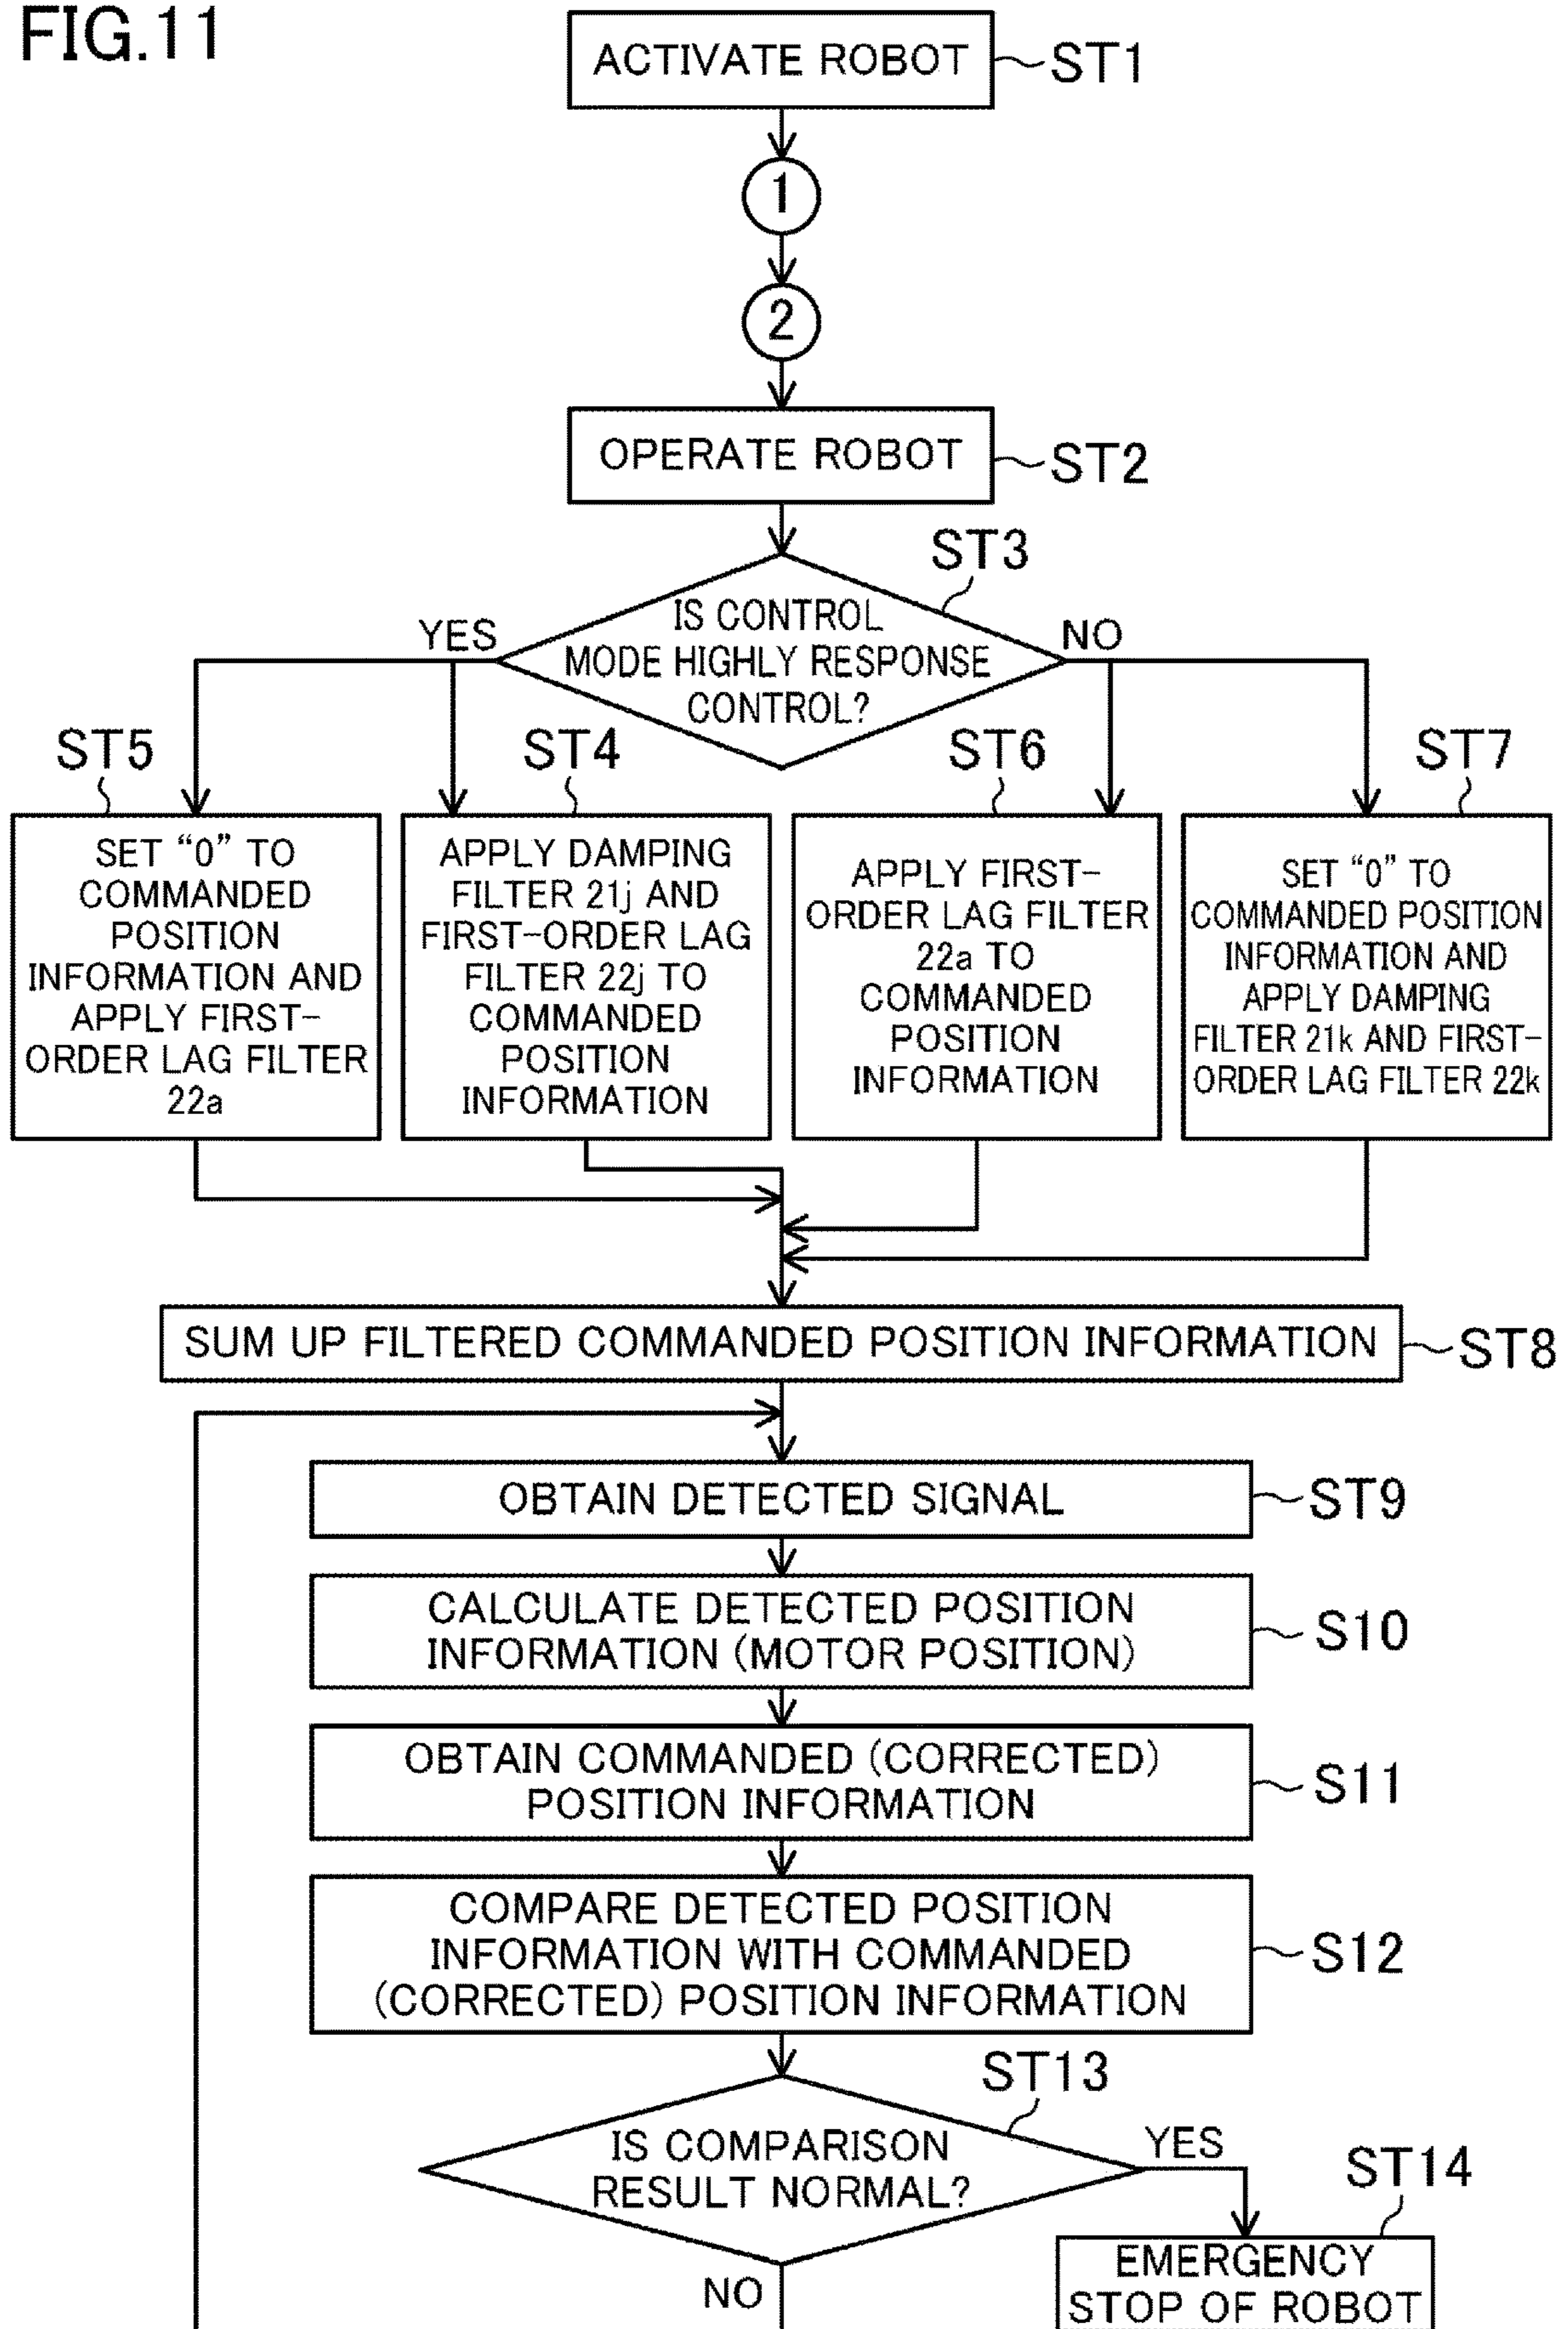 FIG.11
ACTIVATE ROBOT
ST1
1
2
OPERATE ROBOT
ST2
ST3
IS CONTROL
MODE HIGHLY RESPONSE
CONTROL?
YES
NO
ST5
SET “0” TO
COMMANDED
POSITION
INFORMATION AND
APPLY FIRST-
ORDER LAG FILTER
22a
ST4
APPLY DAMPING
FILTER 21j AND
FIRST-ORDER LAG
FILTER 22j TO
COMMANDED
POSITION
INFORMATION
ST6
APPLY FIRST-
ORDER LAG FILTER
22a TO
COMMANDED
POSITION
INFORMATION
ST7
SET “0” TO
COMMANDED POSITION
INFORMATION AND
APPLY DAMPING
FILTER 21k AND FIRST-
ORDER LAG FILTER 22k
SUM UP FILTERED COMMANDED POSITION INFORMATION
ST8
OBTAIN DETECTED SIGNAL
ST9
CALCULATE DETECTED POSITION
INFORMATION (MOTOR POSITION)
S10
OBTAIN COMMANDED (CORRECTED)
POSITION INFORMATION
S11
COMPARE DETECTED POSITION
INFORMATION WITH COMMANDED
(CORRECTED) POSITION INFORMATION
S12
ST13
IS COMPARISON
RESULT NORMAL?
YES
NO
ST14
EMERGENCY
STOP OF ROBOT